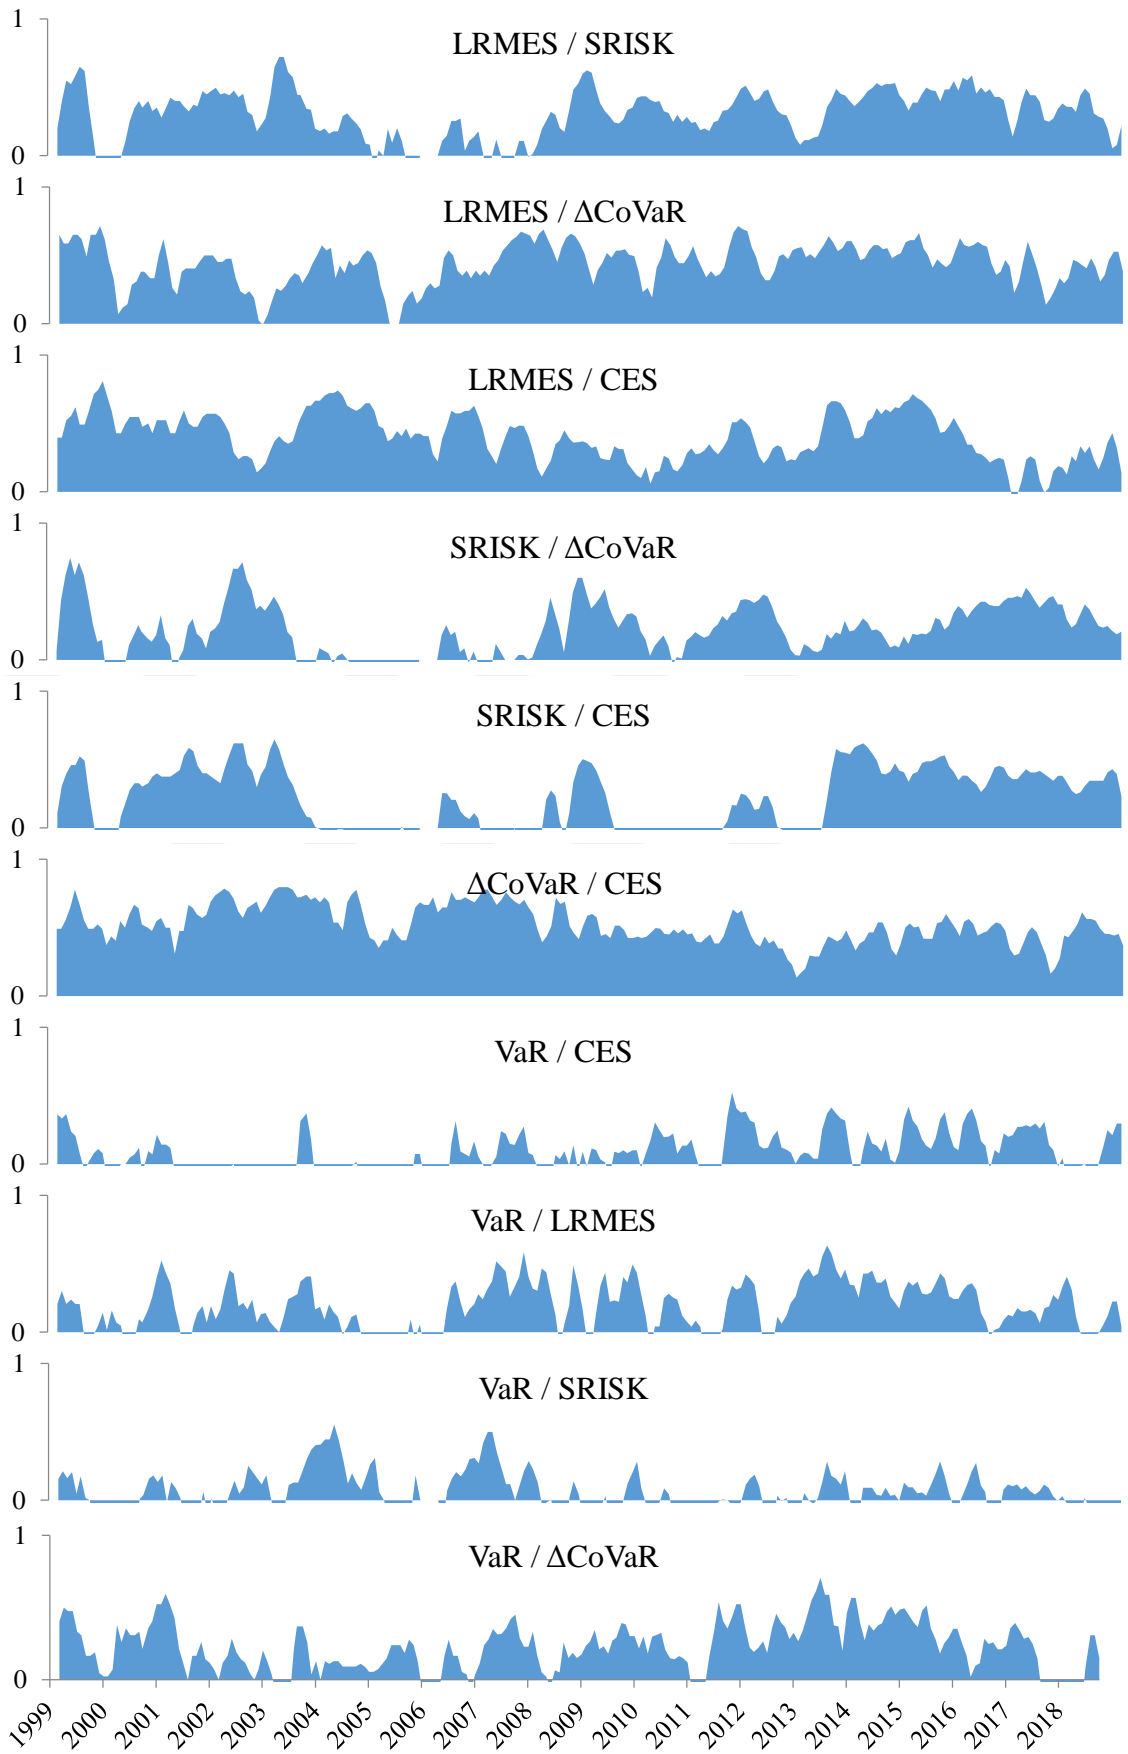 1
LRMES / SRISK
0
1
LRMES / ΔCoVaR
0
1
LRMES / CES
0
1
SRISK / ΔCoVaR
0
1
SRISK / CES
0
1
ΔCoVaR / CES
0
1
VaR / CES
0
1
VaR / LRMES
0
1
VaR / SRISK
0
1
VaR / ΔCoVaR
0
1999 2000 2001 2002 2003 2004 2005 2006 2007 2008 2009 2010 2011 2012 2013 2014 2015 2016 2017 2018